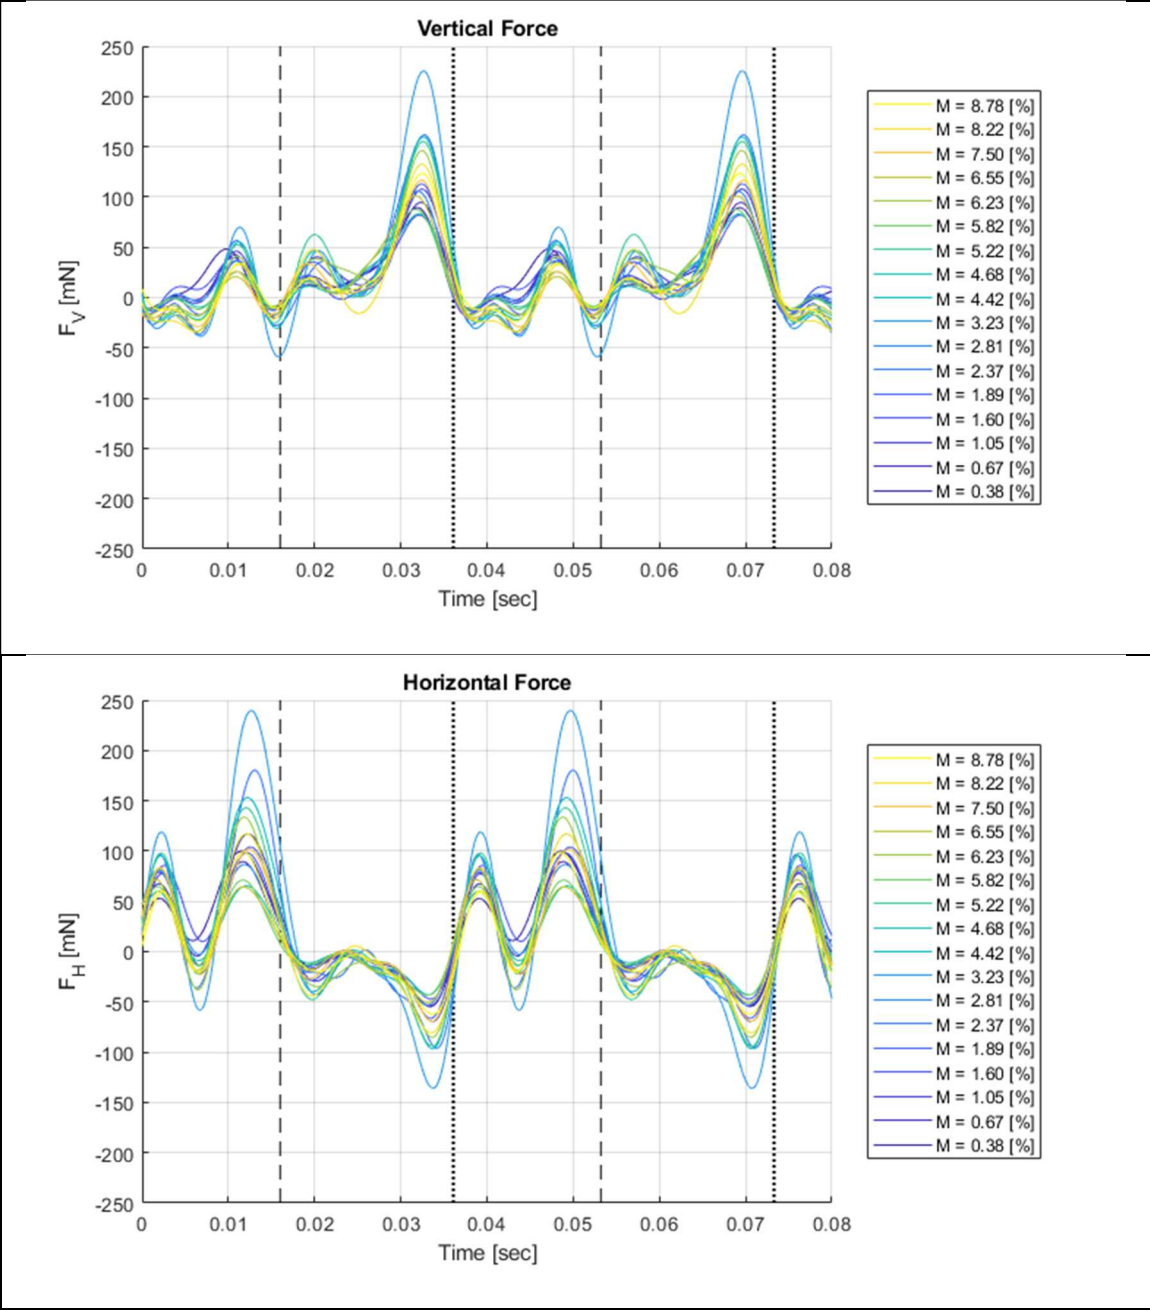 Vertical Force
250
200
150
100
50
0
-50
-100
-150
-200
-250
F_V [mN]
0 0.01 0.02 0.03 0.04 0.05 0.06 0.07 0.08
Time [sec]
M = 8.78 [%]
M = 8.22 [%]
M = 7.50 [%]
M = 6.55 [%]
M = 6.23 [%]
M = 5.82 [%]
M = 5.22 [%]
M = 4.68 [%]
M = 4.42 [%]
M = 3.23 [%]
M = 2.81 [%]
M = 2.37 [%]
M = 1.89 [%]
M = 1.60 [%]
M = 1.05 [%]
M = 0.67 [%]
M = 0.38 [%]
Horizontal Force
250
200
150
100
50
0
-50
-100
-150
-200
-250
F_H [mN]
0 0.01 0.02 0.03 0.04 0.05 0.06 0.07 0.08
Time [sec]
M = 8.78 [%]
M = 8.22 [%]
M = 7.50 [%]
M = 6.55 [%]
M = 6.23 [%]
M = 5.82 [%]
M = 5.22 [%]
M = 4.68 [%]
M = 4.42 [%]
M = 3.23 [%]
M = 2.81 [%]
M = 2.37 [%]
M = 1.89 [%]
M = 1.60 [%]
M = 1.05 [%]
M = 0.67 [%]
M = 0.38 [%]